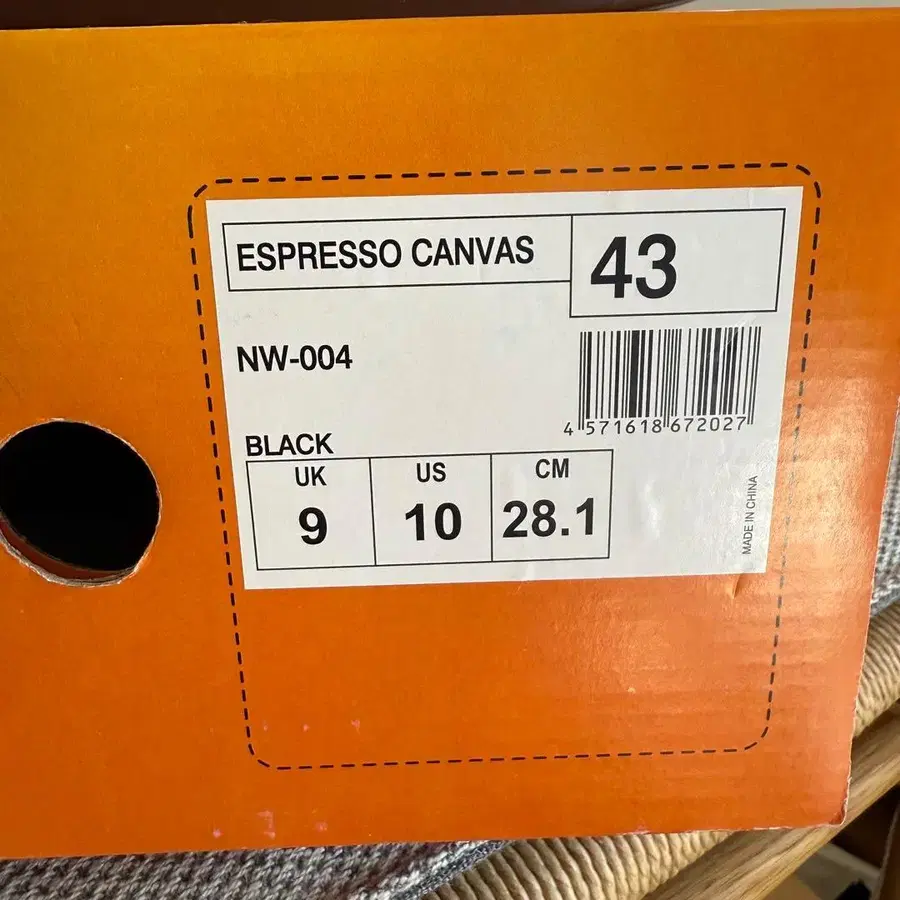 ESPRESSO CANVAS
43
NW-004
4 571618 672027
BLACK
UK US CM
9 10 28.1
MADE IN CHINA